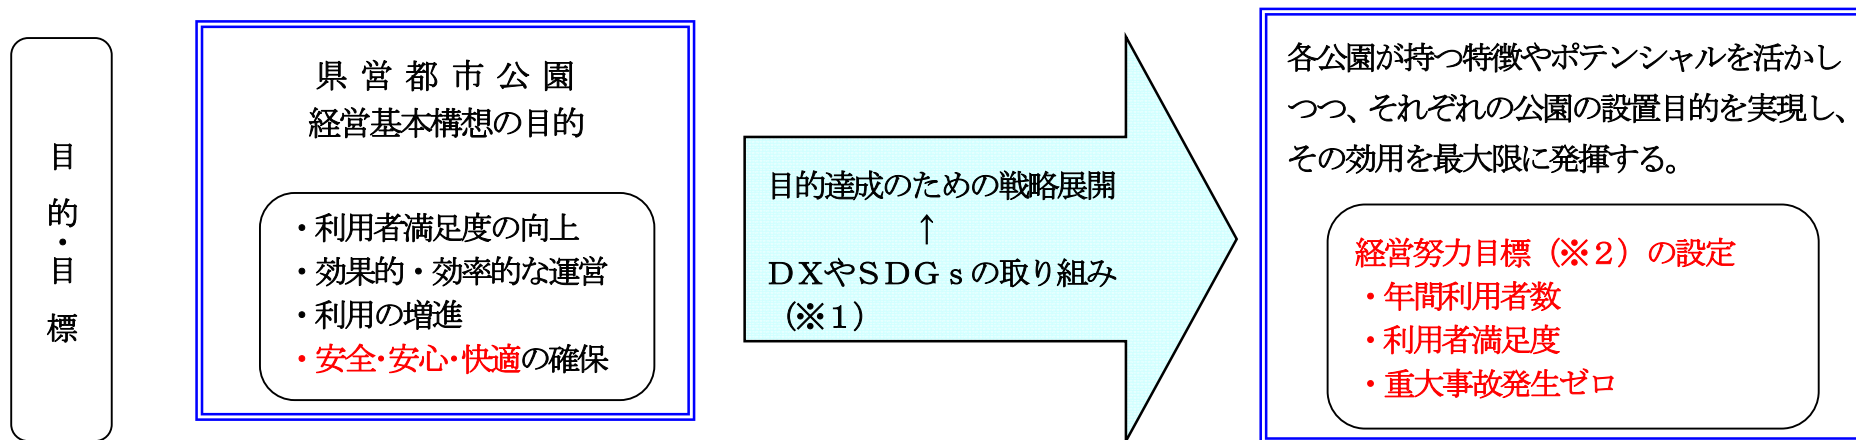 目的・目標
県営都市公園
経営基本構想の目的
・利用者満足度の向上
・効果的・効率的な運営
・利用の増進
・安全・安心・快適の確保
目的達成のための戦略展開
↑
ＤＸやＳＤＧｓの取り組み
（※１）
各公園が持つ特徴やポテンシャルを活かし
つつ、それぞれの公園の設置目的を実現し、
その効用を最大限に発揮する。
経営努力目標（※２）の設定
・年間利用者数
・利用者満足度
・重大事故発生ゼロ